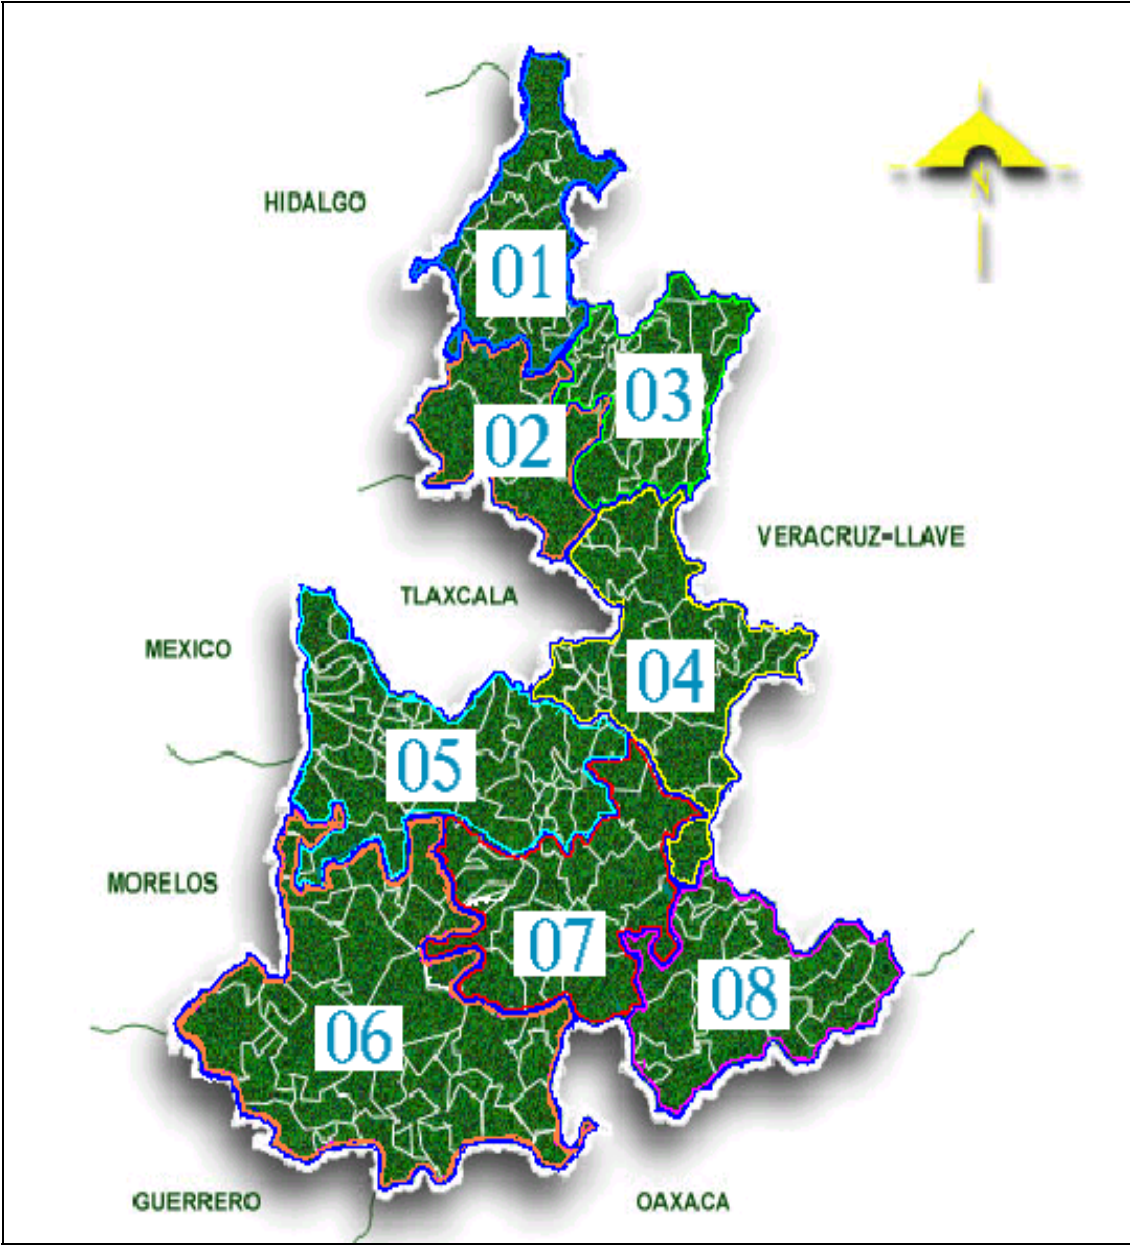 HIDALGO
N
01
03
02
VERACRUZ-LLAVE
TLAXCALA
MEXICO
04
05
MORELOS
07
08
06
GUERRERO
OAXACA